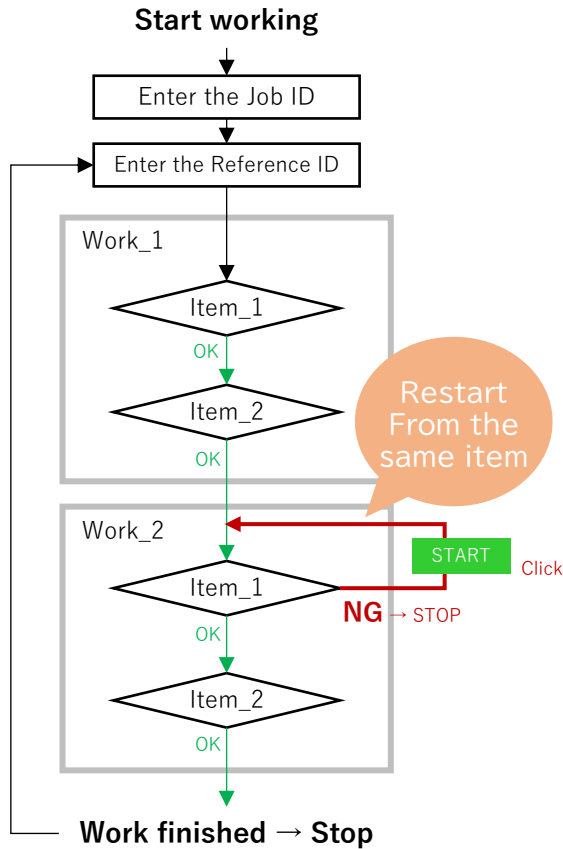 Start working
Enter the Job ID
Enter the Reference ID
Work_1
Item_1
OK
Item_2
OK
Restart
From the
same item
Work_2
START
Click
Item_1
NG → STOP
OK
Item_2
OK
Work finished → Stop